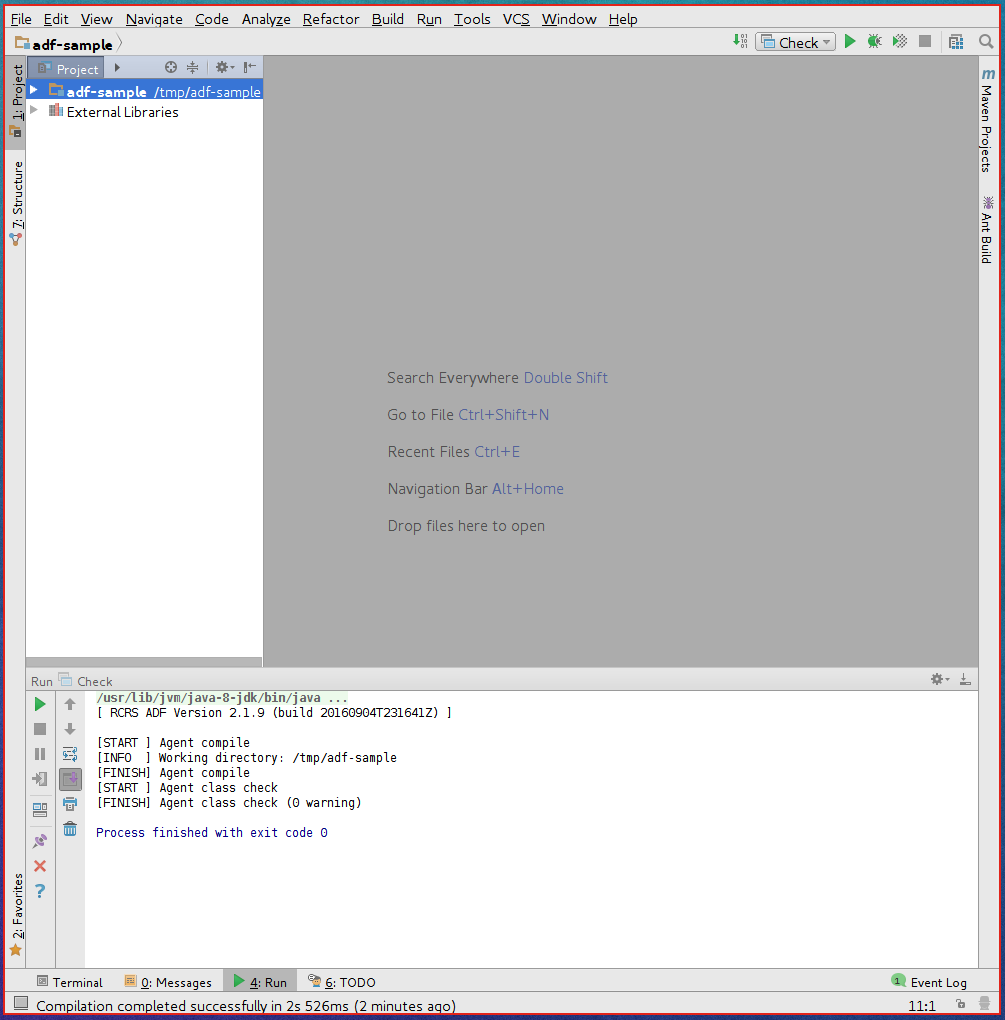 File Edit View Navigate Code Analyze Refactor Build Run Tools VCS Window Help
adf-sample
Check
Project
adf-sample /tmp/adf-sample
External Libraries
1: Project
7: Structure
2: Favorites
m
Maven Projects
Ant Build
Search Everywhere Double Shift
Go to File Ctrl+Shift+N
Recent Files Ctrl+E
Navigation Bar Alt+Home
Drop files here to open
Run Check
/usr/lib/jvm/java-8-jdk/bin/java ...
[ RCRS ADF Version 2.1.9 (build 20160904T231641Z) ]
[START ] Agent compile
[INFO  ] Working directory: /tmp/adf-sample
[FINISH] Agent compile
[START ] Agent class check
[FINISH] Agent class check (0 warning)
Process finished with exit code 0
?
Terminal 0: Messages 4: Run 6: TODO 1 Event Log
Compilation completed successfully in 2s 526ms (2 minutes ago) 11:1